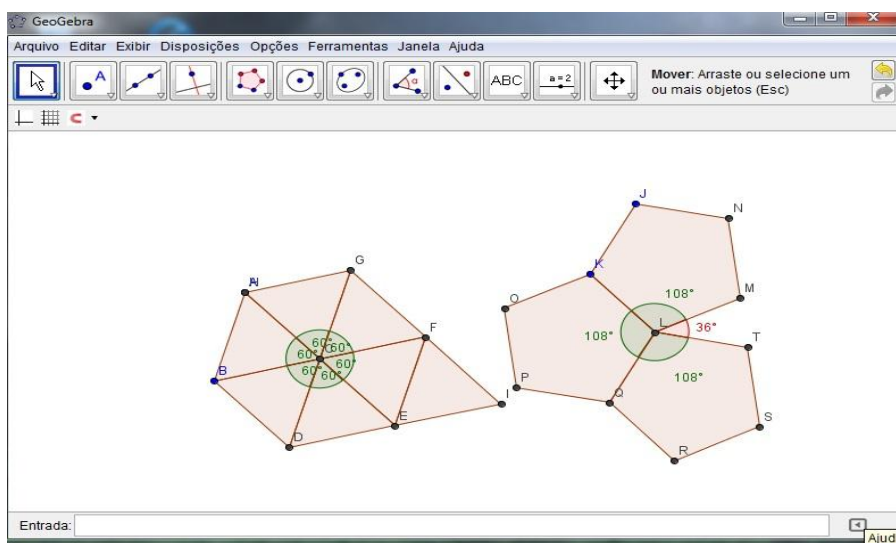 GeoGebra
Arquivo Editar Exibir Disposições Opções Ferramentas Janela Ajuda
A
ABC
a = 2
α
Mover: Arraste ou selecione um
ou mais objetos (Esc)
J
N
K
M
L
O
P
Q
R
S
T
108°
108°
108°
36°
G
F
I
E
D
B
C
60°
60°
60°
60°
60°
60°
Entrada:
Ajud